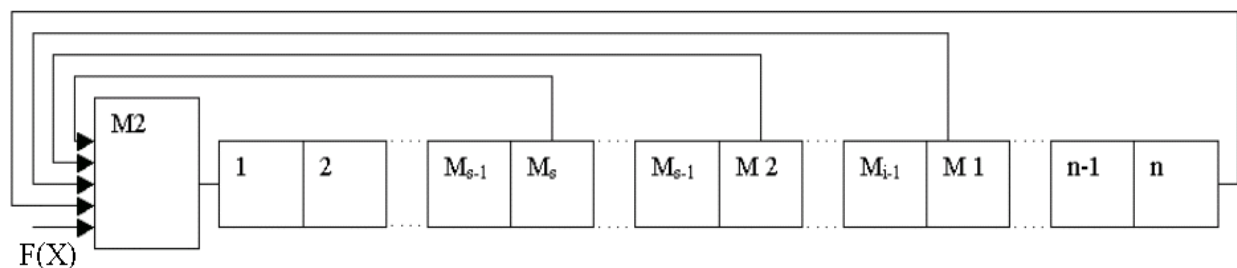 M2
1 2 Mₛ₋₁ Mₛ Mₛ₋₁ M 2 Mᵢ₋₁ M 1 n-1 n
F(X)